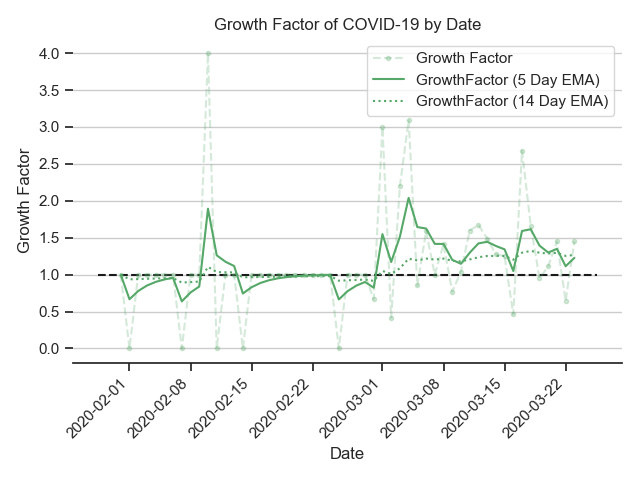 Growth Factor of COVID-19 by Date
Growth Factor
GrowthFactor (5 Day EMA)
GrowthFactor (14 Day EMA)
4.0
3.5
3.0
2.5
2.0
1.5
1.0
0.5
0.0
Growth Factor
2020-02-01
2020-02-08
2020-02-15
2020-02-22
2020-03-01
2020-03-08
2020-03-15
2020-03-22
Date